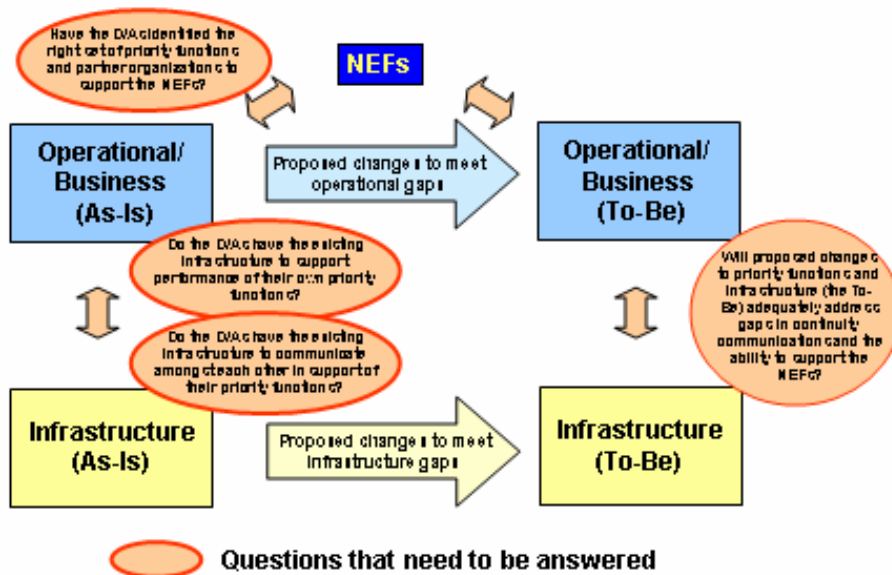 Have the D/As identified the
right set of priority functions
and partner organizations to
support the NEFs?
NEFs
Operational/
Business
(As-Is)
Proposed changes to meet
operational gaps
Operational/
Business
(To-Be)
Do the D/As have the existing
infrastructure to support
performance of their own priority
functions?
Do the D/As have the existing
infrastructure to communicate
amongst each other in support of
their priority functions?
Will proposed changes
to priority functions and
infrastructure (the To-
Be) adequately address
gaps in continuity
communications and the
ability to support the
NEFs?
Infrastructure
(As-Is)
Proposed changes to meet
infrastructure gaps
Infrastructure
(To-Be)
Questions that need to be answered